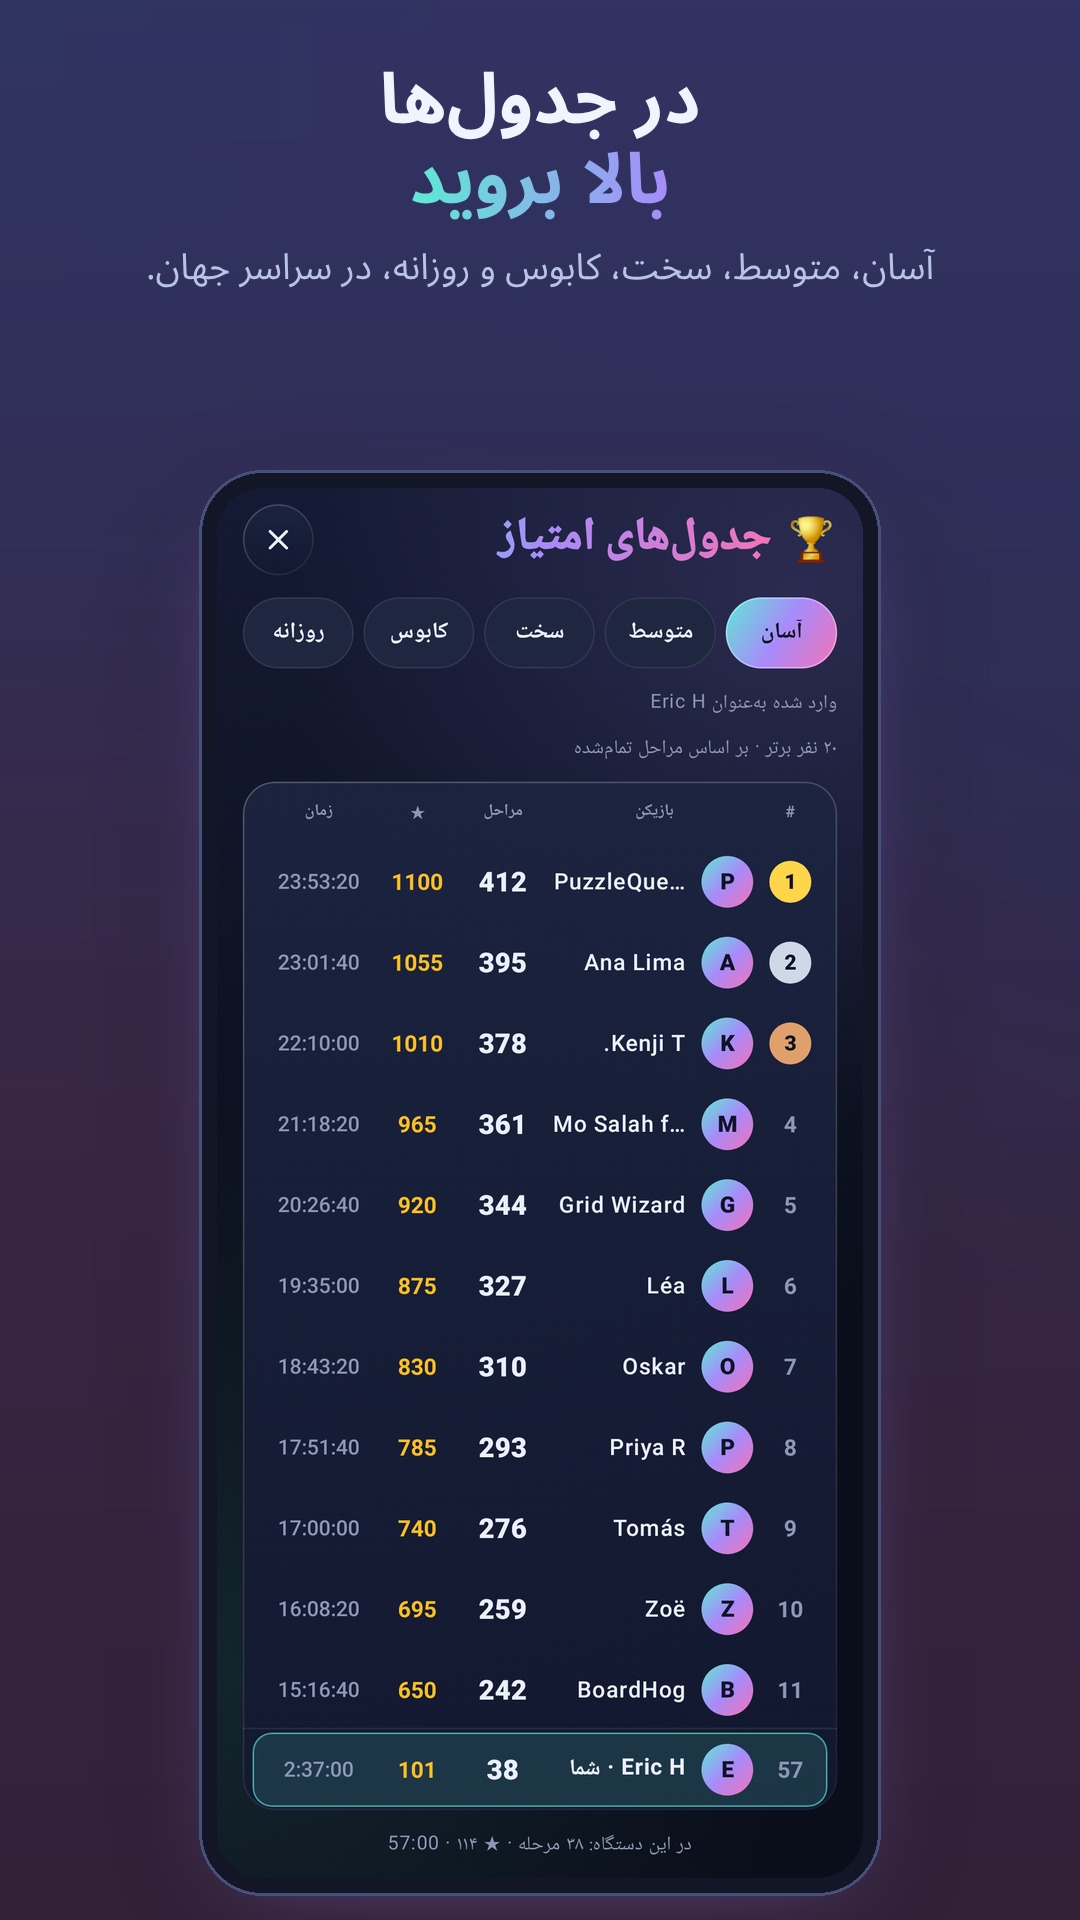 در جدول‌ها
بالا بروید
آسان، متوسط، سخت، کابوس و روزانه، در سراسر جهان.
🏆 جدول‌های امتیاز ✕
آسان متوسط سخت کابوس روزانه
وارد شده به‌عنوان Eric H
۲۰ نفر برتر · بر اساس مراحل تمام‌شده
# بازیکن مراحل ★ زمان
1 P PuzzleQue… 412 1100 23:53:20
2 A Ana Lima 395 1055 23:01:40
3 K Kenji T. 378 1010 22:10:00
4 M Mo Salah f… 361 965 21:18:20
5 G Grid Wizard 344 920 20:26:40
6 L Léa 327 875 19:35:00
7 O Oskar 310 830 18:43:20
8 P Priya R 293 785 17:51:40
9 T Tomás 276 740 17:00:00
10 Z Zoë 259 695 16:08:20
11 B BoardHog 242 650 15:16:40
57 E Eric H · شما 38 101 2:37:00
در این دستگاه: ۳۸ مرحله · ★ ۱۱۴ · 57:00